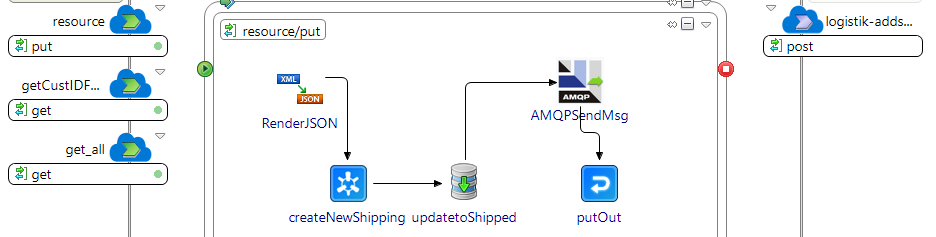 resource
put
getCustIDF...
get
get_all
get
resource/put
XML
JSON
RenderJSON
AMQP
AMQPSendMsg
createNewShipping
updatetoShipped
putOut
logistik-adds...
post